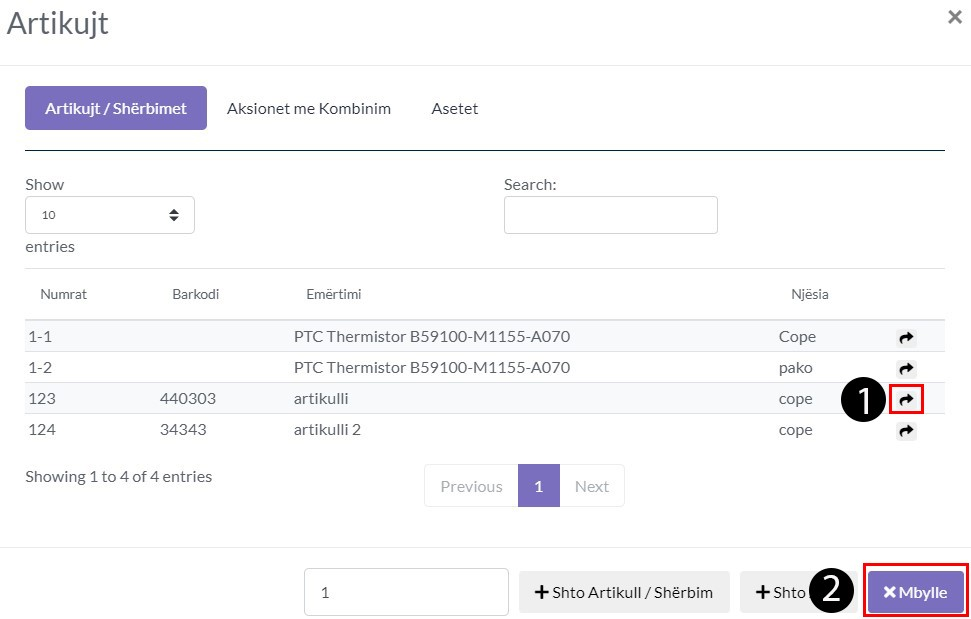 Artikujt ×
Artikujt / Shërbimet Aksionet me Kombinim Asetet
Show Search:
10
entries
Numrat Barkodi Emërtimi Njësia
1-1 PTC Thermistor B59100-M1155-A070 Cope
1-2 PTC Thermistor B59100-M1155-A070 pako
123 440303 artikulli cope 1
124 34343 artikulli 2 cope
Showing 1 to 4 of 4 entries Previous 1 Next
1 +Shto Artikull / Shërbim +Shto 2 ×Mbylle